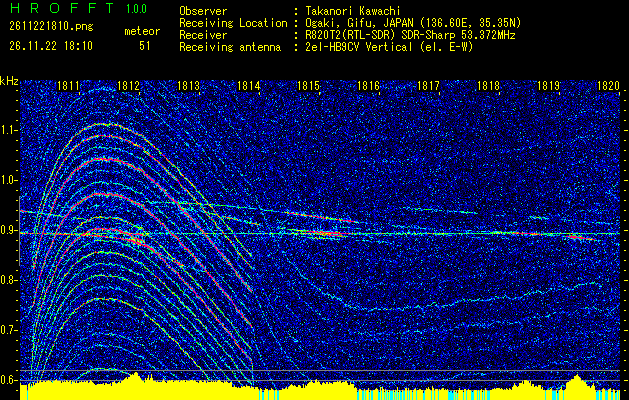 HROFFT 1.0.0
2611221810.png
meteor
26.11.22 18:10 51
Observer : Takanori Kawachi
Receiving Location : Ogaki, Gifu, JAPAN (136.60E, 35.35N)
Receiver : R820T2(RTL-SDR) SDR-Sharp 53.372MHz
Receiving antenna : 2el-HB9CV Vertical (el. E-W)
kHz 1811 1812 1813 1814 1815 1816 1817 1818 1819 1820
1.1
1.0
0.9
0.8
0.7
0.6